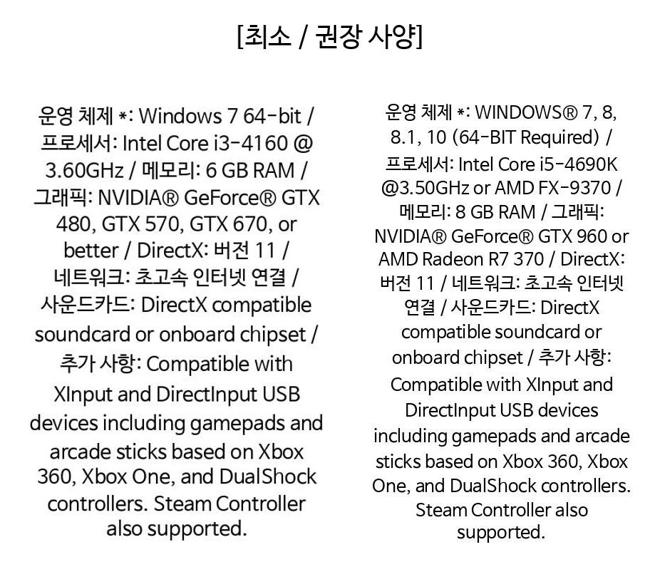 [최소 / 권장 사양]
운영 체제 *: Windows 7 64-bit /
프로세서: Intel Core i3-4160 @
3.60GHz / 메모리: 6 GB RAM /
그래픽: NVIDIA® GeForce® GTX
480, GTX 570, GTX 670, or
better / DirectX: 버전 11 /
네트워크: 초고속 인터넷 연결 /
사운드카드: DirectX compatible
soundcard or onboard chipset /
추가 사항: Compatible with
XInput and DirectInput USB
devices including gamepads and
arcade sticks based on Xbox
360, Xbox One, and DualShock
controllers. Steam Controller
also supported.
운영 체제 *: WINDOWS® 7, 8,
8.1, 10 (64-BIT Required) /
프로세서: Intel Core i5-4690K
@3.50GHz or AMD FX-9370 /
메모리: 8 GB RAM / 그래픽:
NVIDIA® GeForce® GTX 960 or
AMD Radeon R7 370 / DirectX:
버전 11 / 네트워크: 초고속 인터넷
연결 / 사운드카드: DirectX
compatible soundcard or
onboard chipset / 추가 사항:
Compatible with XInput and
DirectInput USB devices
including gamepads and arcade
sticks based on Xbox 360, Xbox
One, and DualShock controllers.
Steam Controller also
supported.